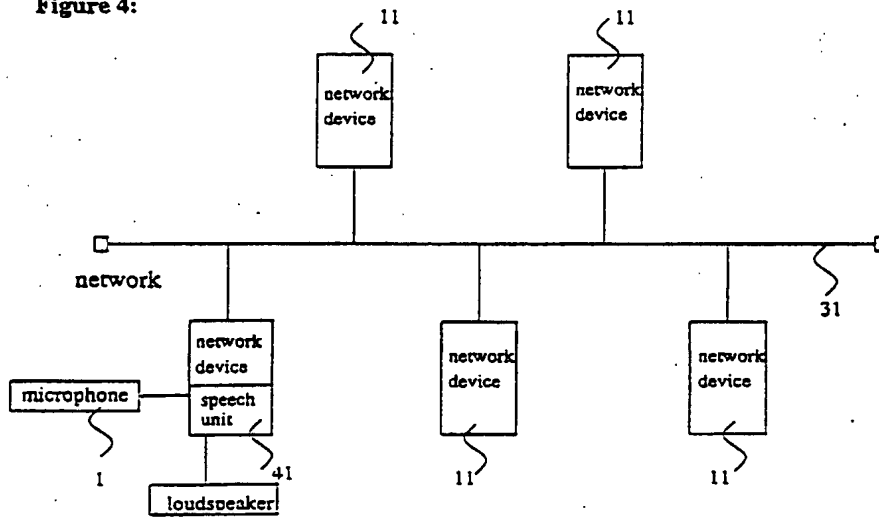 Figure 4:
11
11
network
device
network
device
network
31
network
device
speech
unit
network
device
network
device
microphone
1
41
11
11
loudspeaker